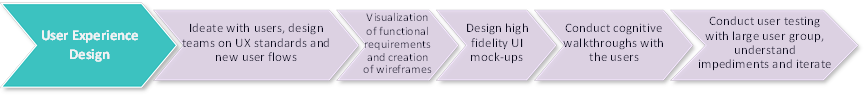 User Experience
Design
Ideate with users, design
teams on UX standards and
new user flows
Visualization
of functional
requirements
and creation
of wireframes
Design high
fidelity UI
mock-ups
Conduct cognitive
walkthroughs with
the users
Conduct user testing
with large user group,
understand
impediments and iterate